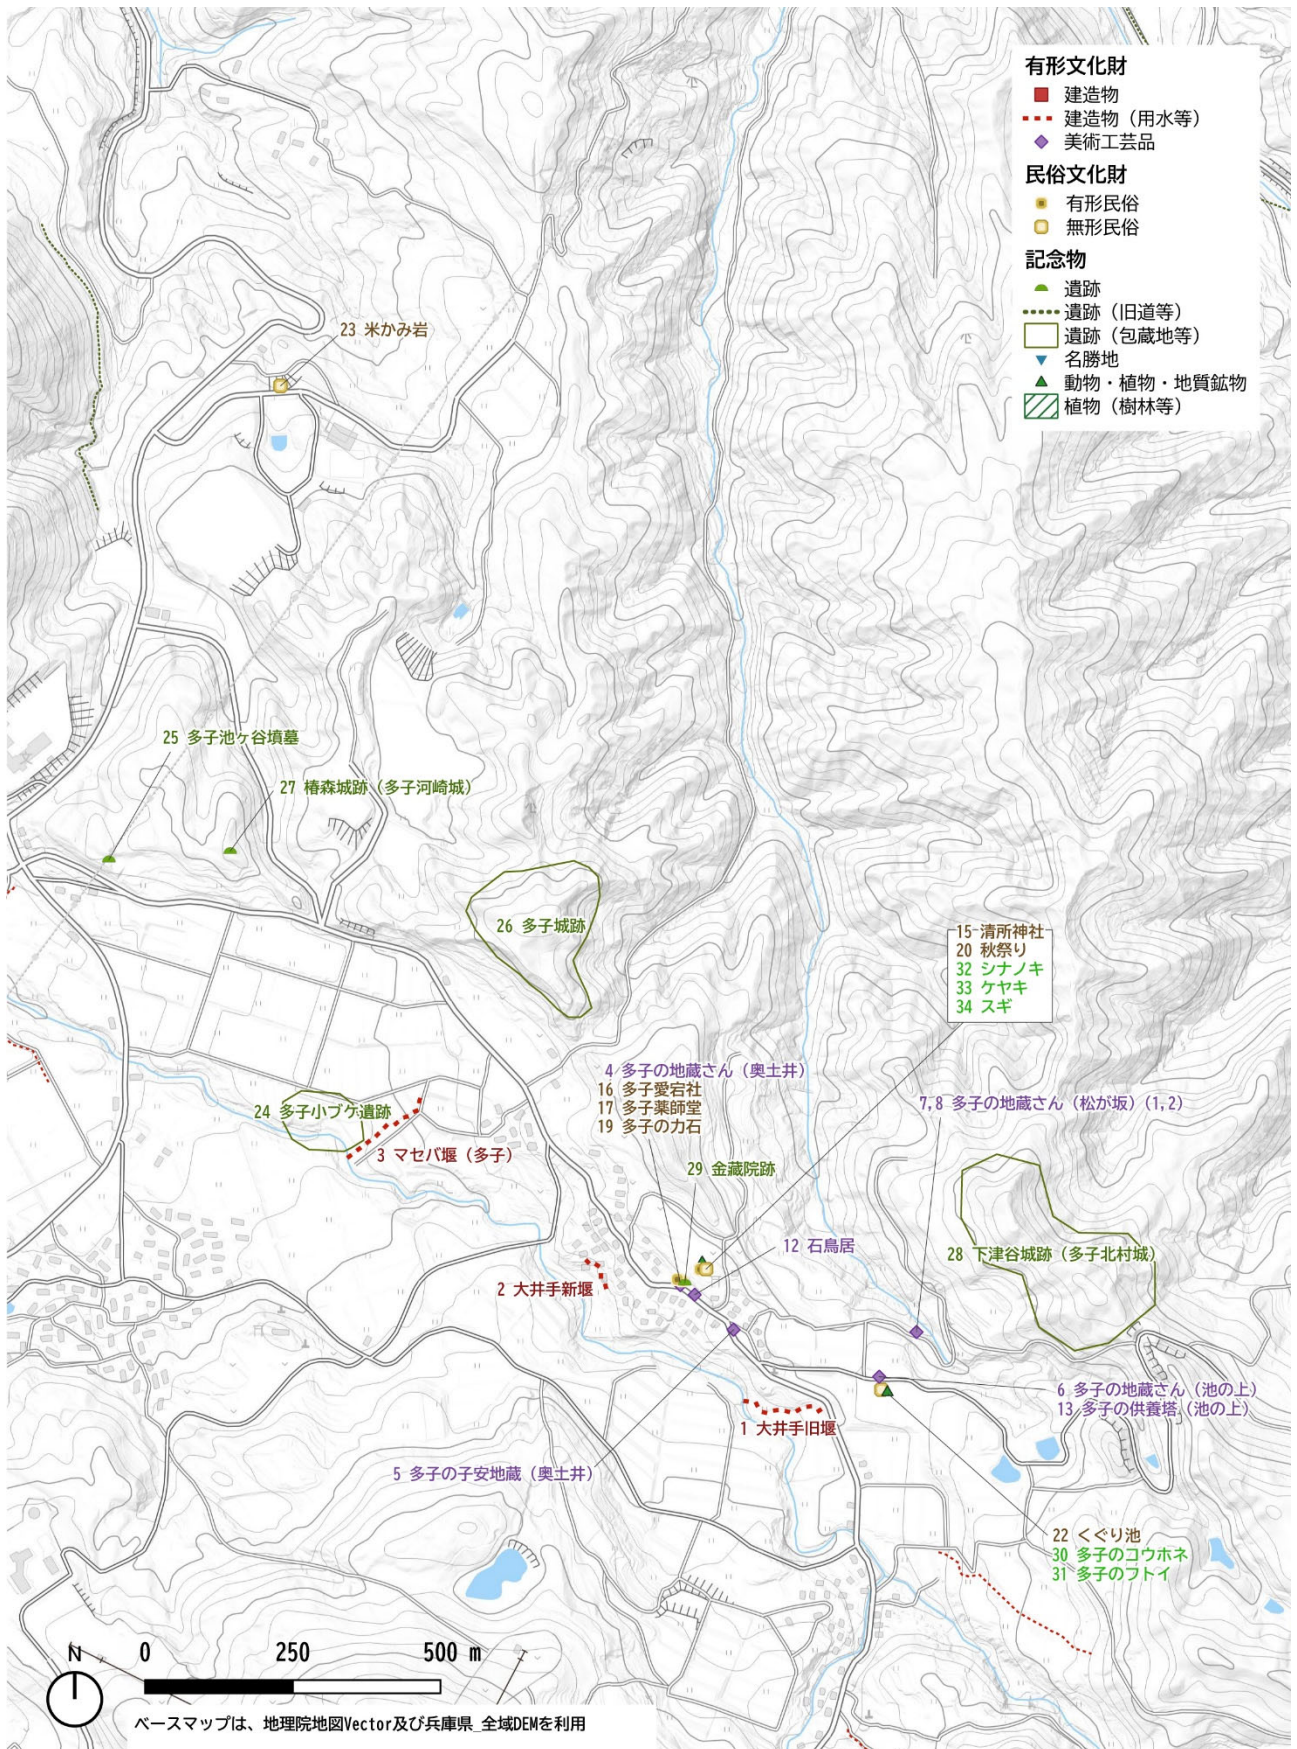 有形文化財
建造物
建造物（用水等）
美術工芸品
民俗文化財
有形民俗
無形民俗
記念物
遺跡
遺跡（旧道等）
遺跡（包蔵地等）
名勝地
動物・植物・地質鉱物
植物（樹林等）
23 米かみ岩
25 多子池ヶ谷墳墓
27 椿森城跡（多子河崎城）
26 多子城跡
15 清所神社
20 秋祭り
32 シナノキ
33 ケヤキ
34 スギ
4 多子の地蔵さん（奥土井）
16 多子愛宕社
17 多子薬師堂
19 多子の力石
7,8 多子の地蔵さん（松が坂）(1,2)
24 多子小ブケ遺跡
3 マセバ堰（多子）
29 金蔵院跡
12 石鳥居
28 下津谷城跡（多子北村城）
2 大井手新堰
6 多子の地蔵さん（池の上）
13 多子の供養塔（池の上）
1 大井手旧堰
5 多子の子安地蔵（奥土井）
22 くぐり池
30 多子のコウホネ
31 多子のフトイ
N
0 250 500 m
ベースマップは、地理院地図Vector及び兵庫県_全域DEMを利用